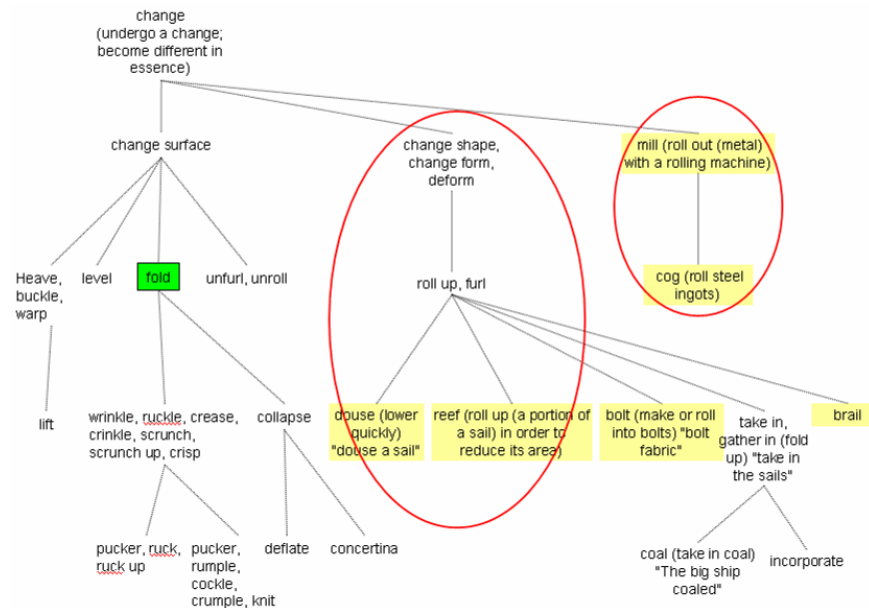 change
(undergo a change;
become different in
essence)
change surface
change shape,
change form,
deform
mill (roll out (metal)
with a rolling machine)
Heave,
buckle,
warp
level
fold
unfurl, unroll
roll up, furl
cog (roll steel
ingots)
lift
wrinkle, ruckle, crease,
crinkle, scrunch,
scrunch up, crisp
collapse
douse (lower
quickly)
"douse a sail"
reef (roll up (a portion of
a sail) in order to
reduce its area)
bolt (make or roll
into bolts) "bolt
fabric"
take in,
gather in (fold
up) "take in
the sails"
brail
pucker, ruck,
ruck up
pucker,
rumple,
cockle,
crumple, knit
deflate
concertina
coal (take in coal)
"The big ship
coaled"
incorporate